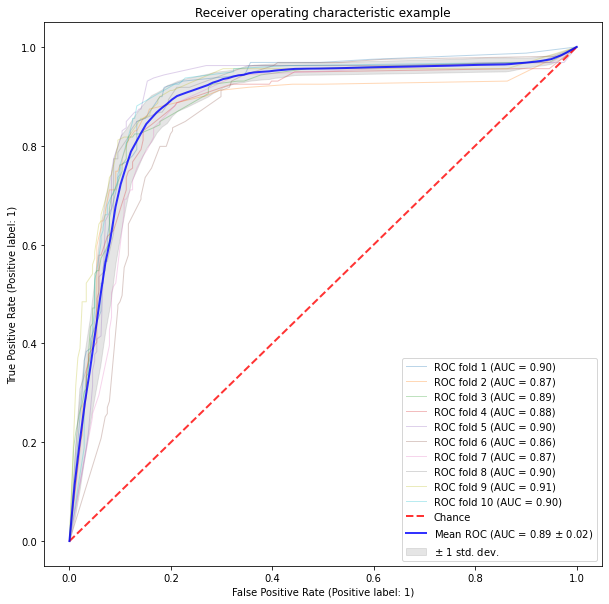 Receiver operating characteristic example
True Positive Rate (Positive label: 1)
1.0
0.8
0.6
0.4
0.2
0.0
ROC fold 1 (AUC = 0.90)
ROC fold 2 (AUC = 0.87)
ROC fold 3 (AUC = 0.89)
ROC fold 4 (AUC = 0.88)
ROC fold 5 (AUC = 0.90)
ROC fold 6 (AUC = 0.86)
ROC fold 7 (AUC = 0.87)
ROC fold 8 (AUC = 0.90)
ROC fold 9 (AUC = 0.91)
ROC fold 10 (AUC = 0.90)
Chance
Mean ROC (AUC = 0.89 ± 0.02)
± 1 std. dev.
0.0 0.2 0.4 0.6 0.8 1.0
False Positive Rate (Positive label: 1)